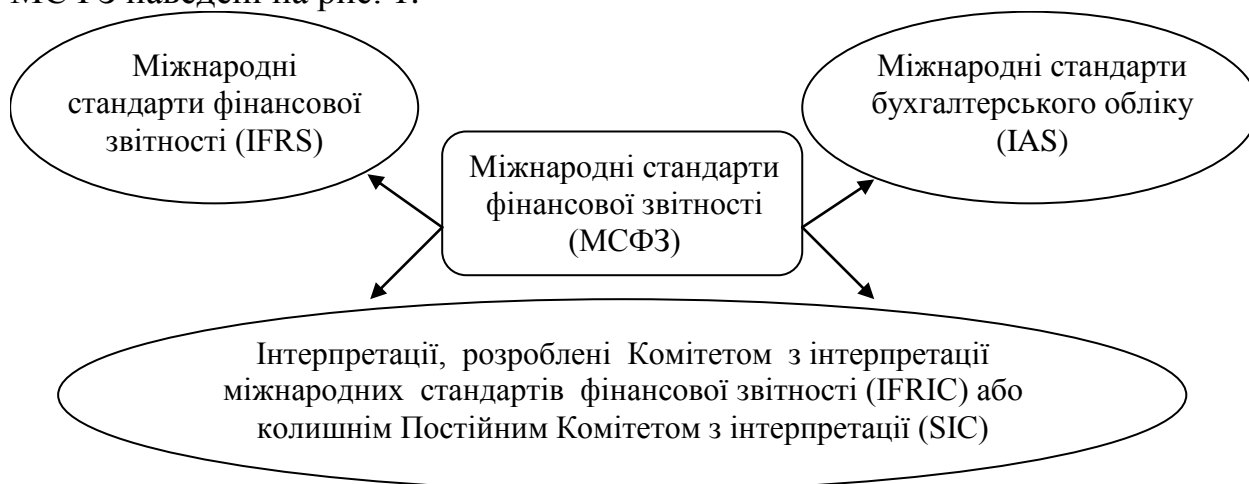 МСФЗ наведені на рис. 1.
Міжнародні
стандарти фінансової
звітності (IFRS)
Міжнародні стандарти
бухгалтерського обліку
(IAS)
Міжнародні стандарти
фінансової звітності
(МСФЗ)
Інтерпретації, розроблені Комітетом з інтерпретації
міжнародних стандартів фінансової звітності (IFRIC) або
колишнім Постійним Комітетом з інтерпретації (SIC)